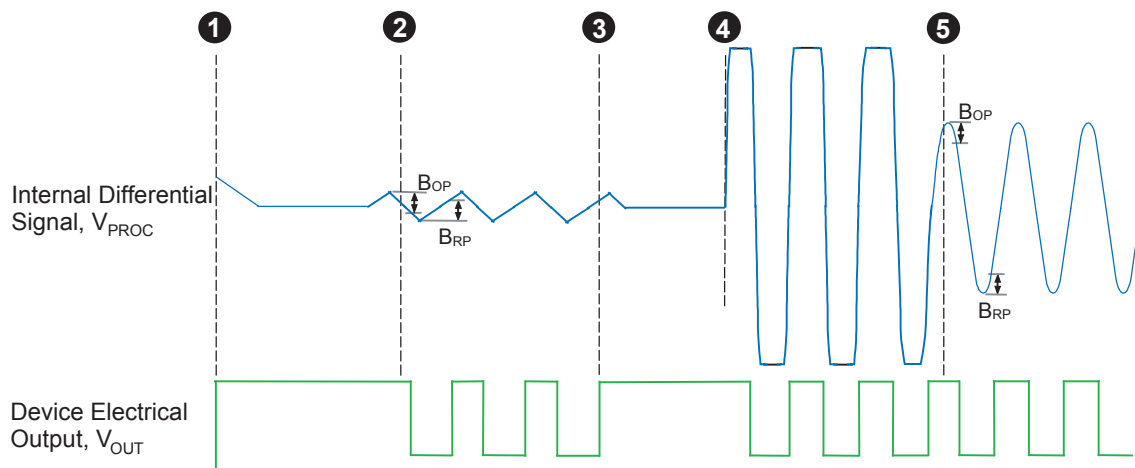 1 2 3 4 5
BOP
BOP
Internal Differential
Signal, VPROC
BRP
BRP
Device Electrical
Output, VOUT